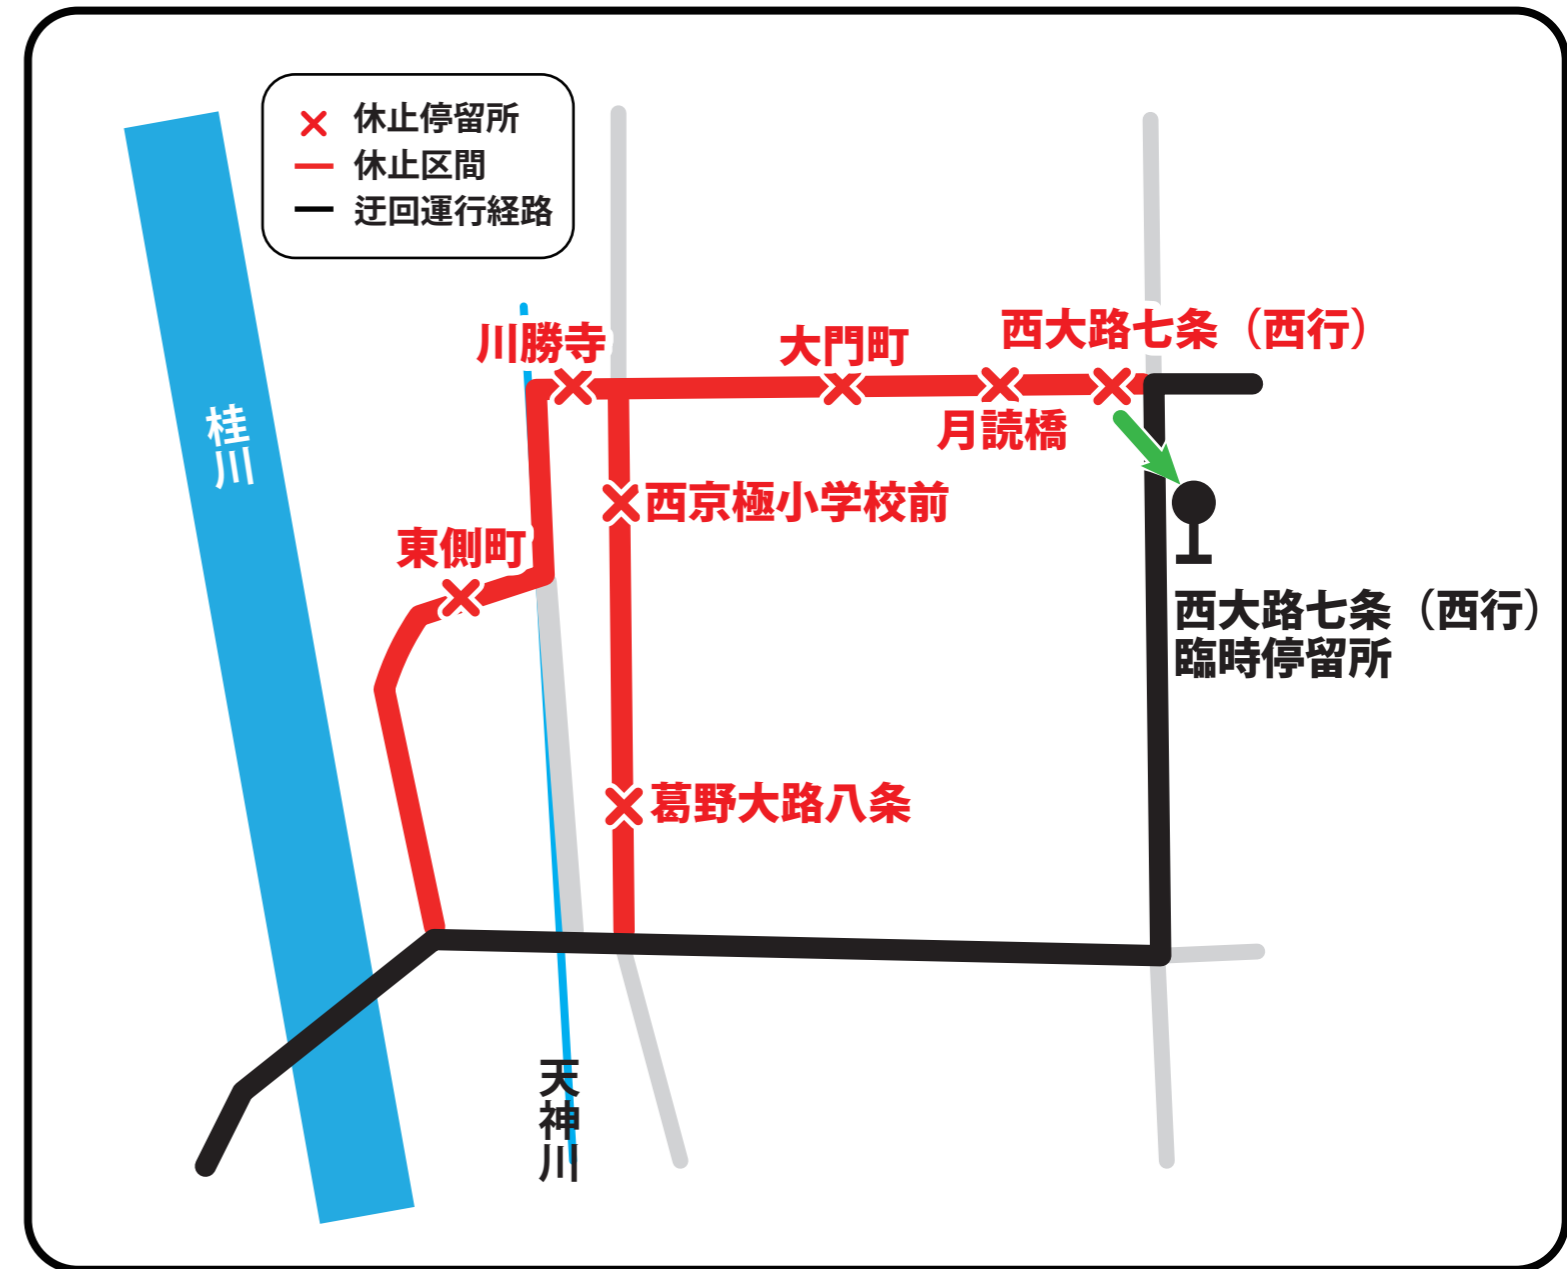 休止停留所
休止区間
迂回運行経路
川勝寺
大門町
西大路七条（西行）
月読橋
桂川
西京極小学校前
東側町
西大路七条（西行）
臨時停留所
葛野大路八条
天神川